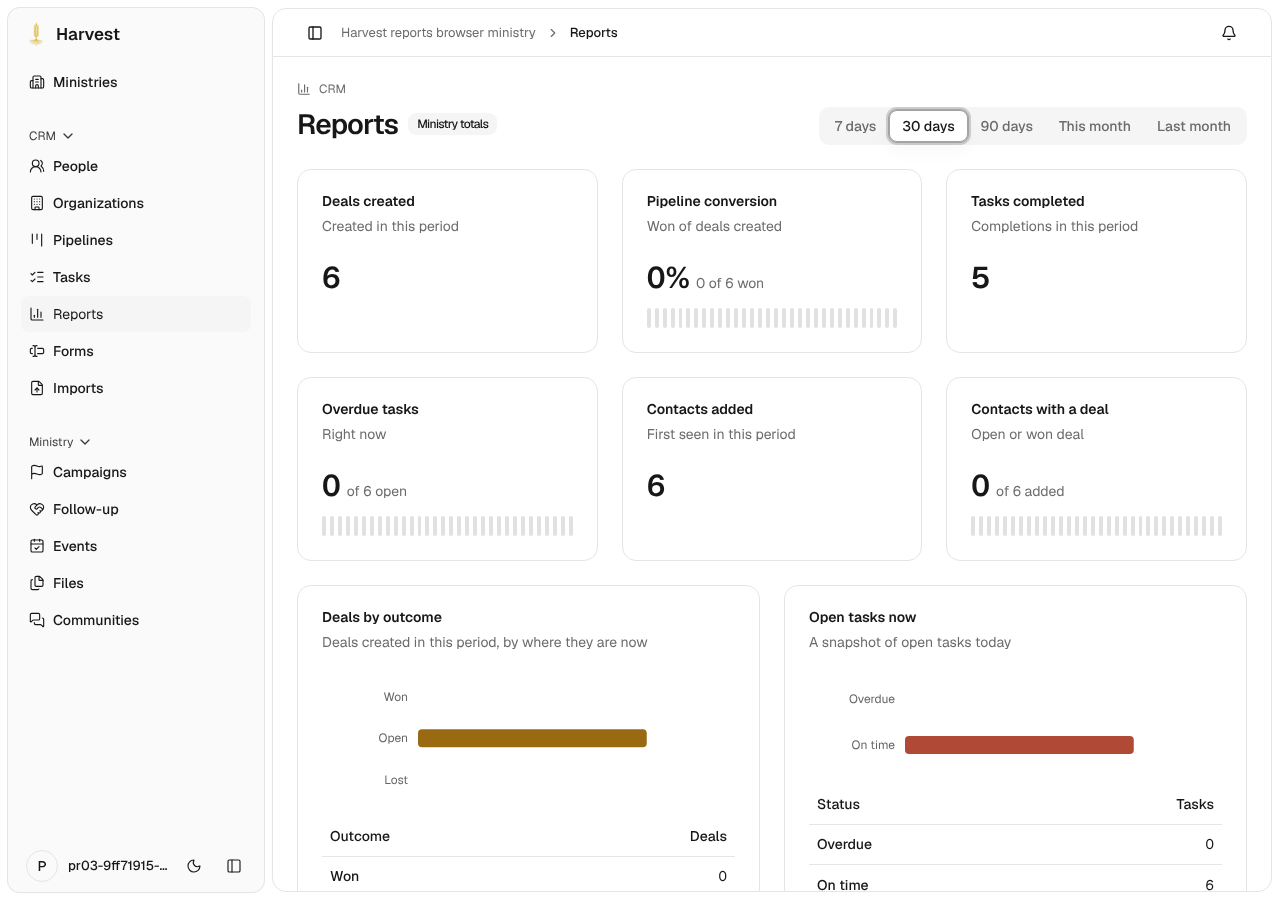 Harvest
Ministries
CRM
People
Organizations
Pipelines
Tasks
Reports
Forms
Imports
Ministry
Campaigns
Follow-up
Events
Files
Communities
P pr03-9ff71915-...
Harvest reports browser ministry > Reports
CRM
Reports Ministry totals
7 days 30 days 90 days This month Last month
Deals created
Created in this period
6
Pipeline conversion
Won of deals created
0% 0 of 6 won
Tasks completed
Completions in this period
5
Overdue tasks
Right now
0 of 6 open
Contacts added
First seen in this period
6
Contacts with a deal
Open or won deal
0 of 6 added
Deals by outcome
Deals created in this period, by where they are now
Won
Open
Lost
Outcome Deals
Won 0
Open tasks now
A snapshot of open tasks today
Overdue
On time
Status Tasks
Overdue 0
On time 6